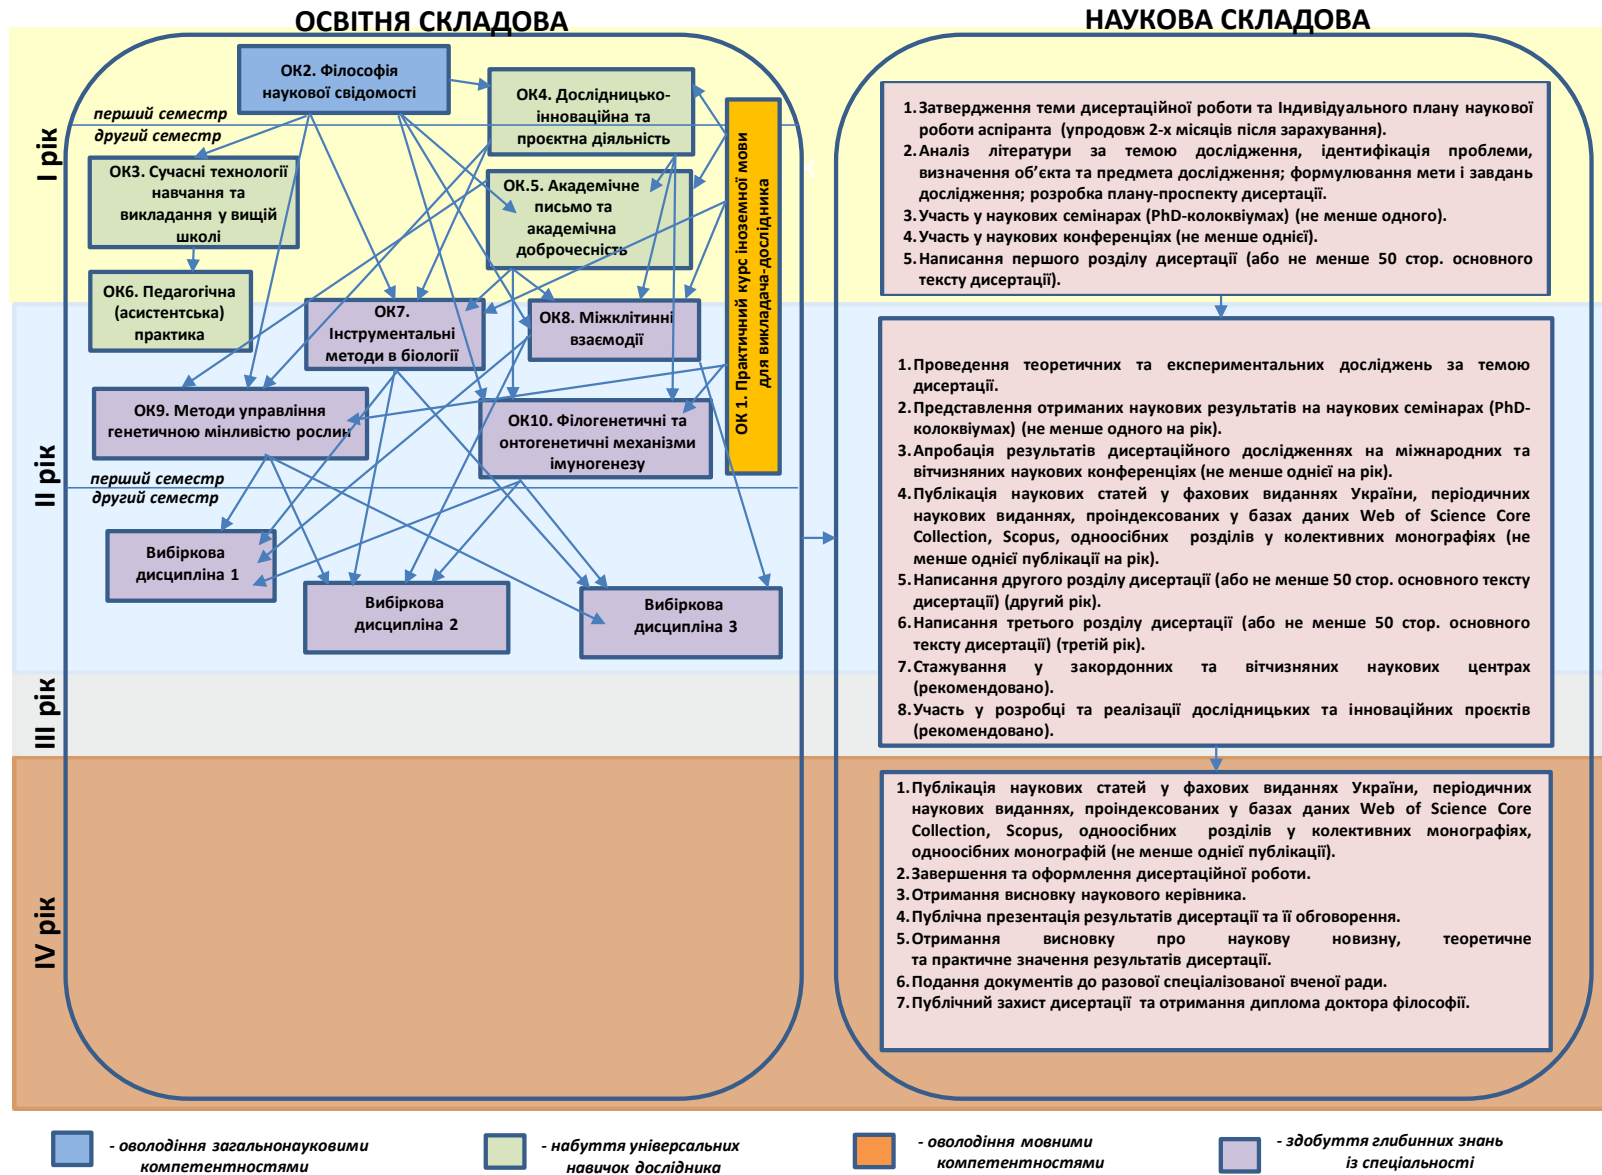 ОСВІТНЯ СКЛАДОВА
НАУКОВА СКЛАДОВА
І рік
ОК2. Філософія
наукової свідомості
ОК4. Дослідницько-
інноваційна та
проєктна діяльність
перший семестр
другий семестр
ОК3. Сучасні технології
навчання та
викладання у вищій
школі
ОК.5. Академічне
письмо та
академічна
доброчесність
ОК 1. Практичний курс іноземної мови
для викладача-дослідника
ОК6. Педагогічна
(асистентська)
практика
ІІ рік
ОК7.
Інструментальні
методи в біології
ОК8. Міжклітинні
взаємодії
ОК9. Методи управління
генетичною мінливістю рослин
ОК10. Філогенетичні та
онтогенетичні механізми
імуногенезу
перший семестр
другий семестр
Вибіркова
дисципліна 1
Вибіркова
дисципліна 2
Вибіркова
дисципліна 3
ІІІ рік
IV рік
1. Затвердження теми дисертаційної роботи та Індивідуального плану наукової
роботи аспіранта (упродовж 2-х місяців після зарахування).
2. Аналіз літератури за темою дослідження, ідентифікація проблеми,
визначення об’єкта та предмета дослідження; формулювання мети і завдань
дослідження; розробка плану-проспекту дисертації.
3. Участь у наукових семінарах (PhD-колоквіумах) (не менше одного).
4. Участь у наукових конференціях (не менше однієї).
5. Написання першого розділу дисертації (або не менше 50 стор. основного
тексту дисертації).
1. Проведення теоретичних та експериментальних досліджень за темою
дисертації.
2. Представлення отриманих наукових результатів на наукових семінарах (PhD-
колоквіумах) (не менше одного на рік).
3. Апробація результатів дисертаційного дослідженнях на міжнародних та
вітчизняних наукових конференціях (не менше однієї на рік).
4. Публікація наукових статей у фахових виданнях України, періодичних
наукових виданнях, проіндексованих у базах даних Web of Science Core
Collection, Scopus, одноосібних розділів у колективних монографіях (не
менше однієї публікації на рік).
5. Написання другого розділу дисертації (або не менше 50 стор. основного тексту
дисертації) (другий рік).
6. Написання третього розділу дисертації (або не менше 50 стор. основного
тексту дисертації) (третій рік).
7. Стажування у закордонних та вітчизняних наукових центрах
(рекомендовано).
8. Участь у розробці та реалізації дослідницьких та інноваційних проєктів
(рекомендовано).
1. Публікація наукових статей у фахових виданнях України, періодичних
наукових виданнях, проіндексованих у базах даних Web of Science Core
Collection, Scopus, одноосібних розділів у колективних монографіях,
одноосібних монографій (не менше однієї публікації).
2. Завершення та оформлення дисертаційної роботи.
3. Отримання висновку наукового керівника.
4. Публічна презентація результатів дисертації та її обговорення.
5. Отримання висновку про наукову новизну, теоретичне
та практичне значення результатів дисертації.
6. Подання документів до разової спеціалізованої вченої ради.
7. Публічний захист дисертації та отримання диплома доктора філософії.
- оволодіння загальнонауковими
компетентностями
- набуття універсальних
навичок дослідника
- оволодіння мовними
компетентностями
- здобуття глибинних знань
із спеціальності